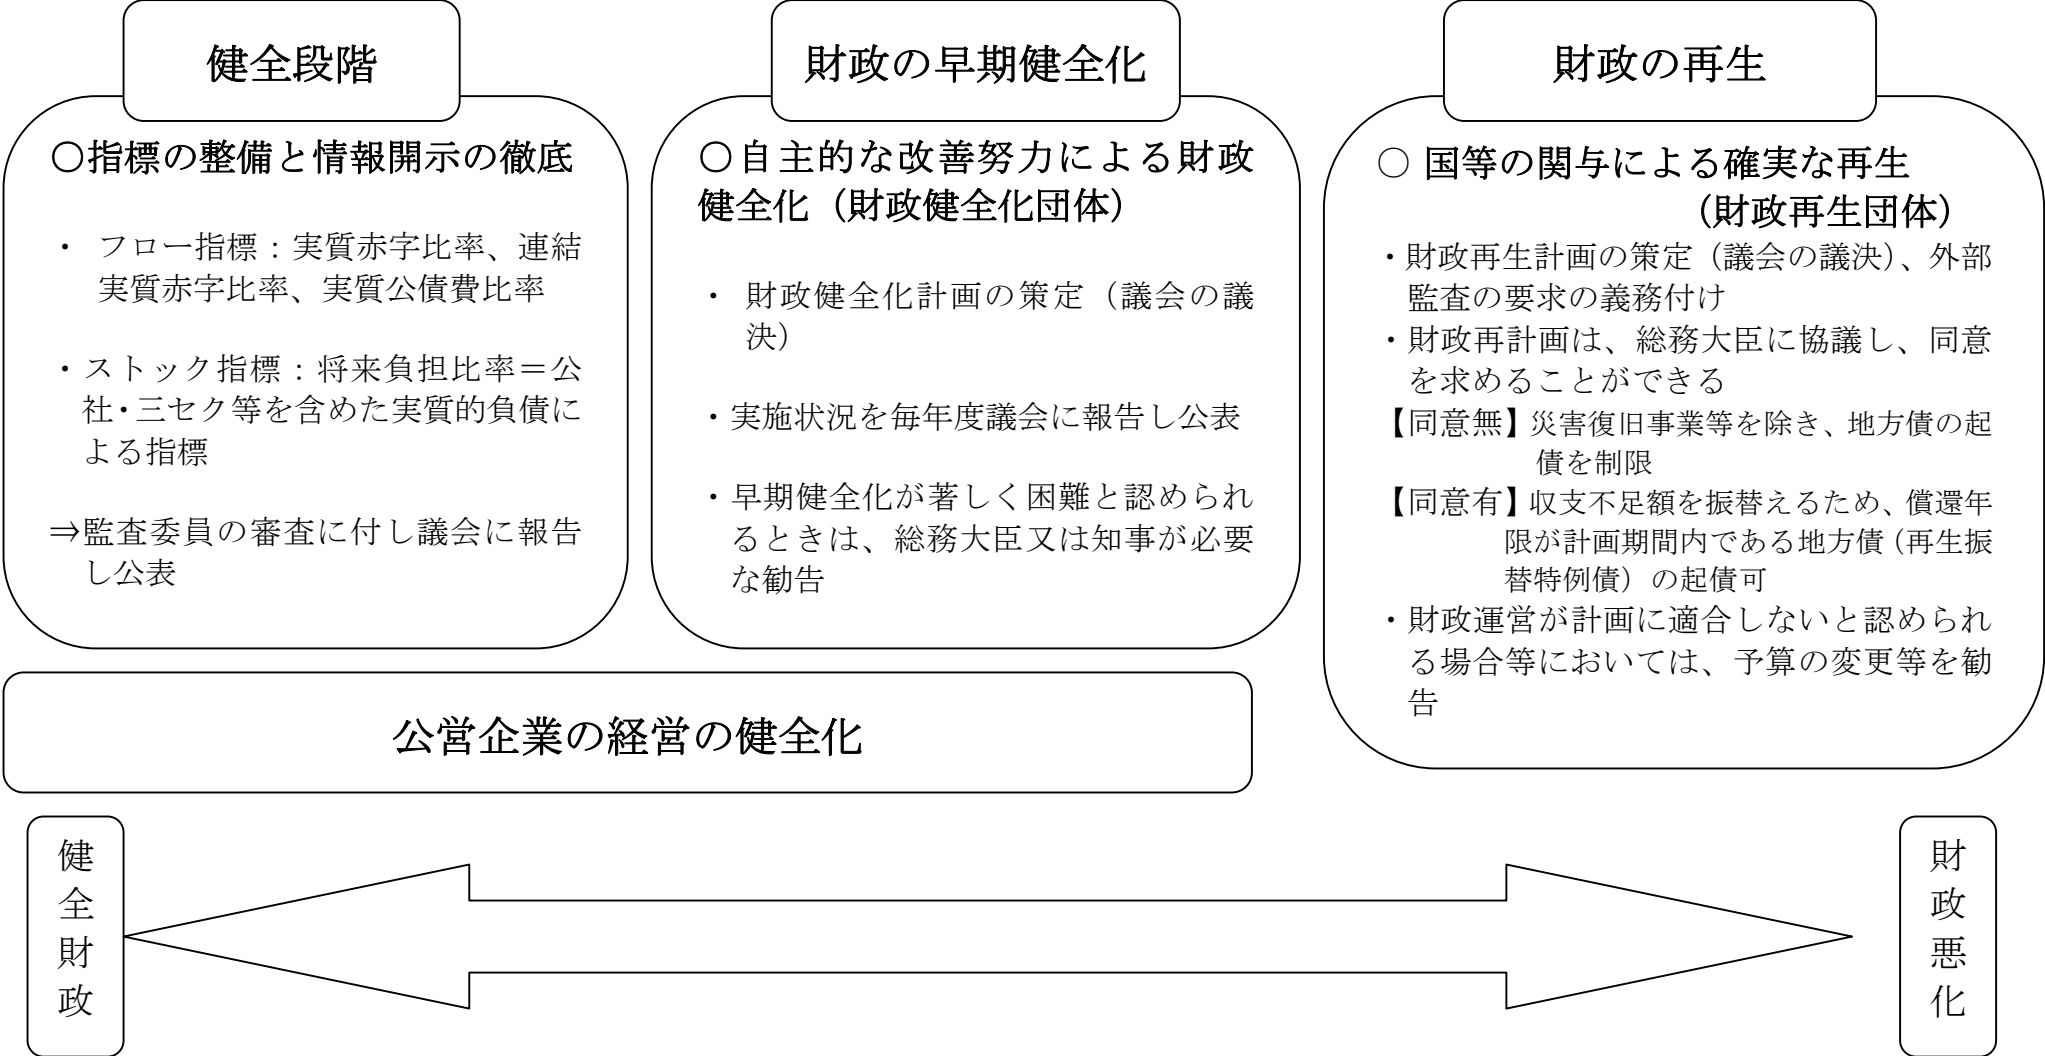 健全段階
〇指標の整備と情報開示の徹底
・ フロー指標：実質赤字比率、連結
実質赤字比率、実質公債費比率
・ストック指標：将来負担比率＝公
社・三セク等を含めた実質的負債に
よる指標
⇒監査委員の審査に付し議会に報告
し公表
財政の早期健全化
〇自主的な改善努力による財政
健全化（財政健全化団体）
・ 財政健全化計画の策定（議会の議
決）
・実施状況を毎年度議会に報告し公表
・早期健全化が著しく困難と認められ
るときは、総務大臣又は知事が必要
な勧告
財政の再生
○ 国等の関与による確実な再生
（財政再生団体）
・財政再生計画の策定（議会の議決）、外部
監査の要求の義務付け
・財政再計画は、総務大臣に協議し、同意
を求めることができる
【同意無】災害復旧事業等を除き、地方債の起
債を制限
【同意有】収支不足額を振替えるため、償還年
限が計画期間内である地方債（再生振
替特例債）の起債可
・財政運営が計画に適合しないと認められ
る場合等においては、予算の変更等を勧
告
公営企業の経営の健全化
健全財政
財政悪化